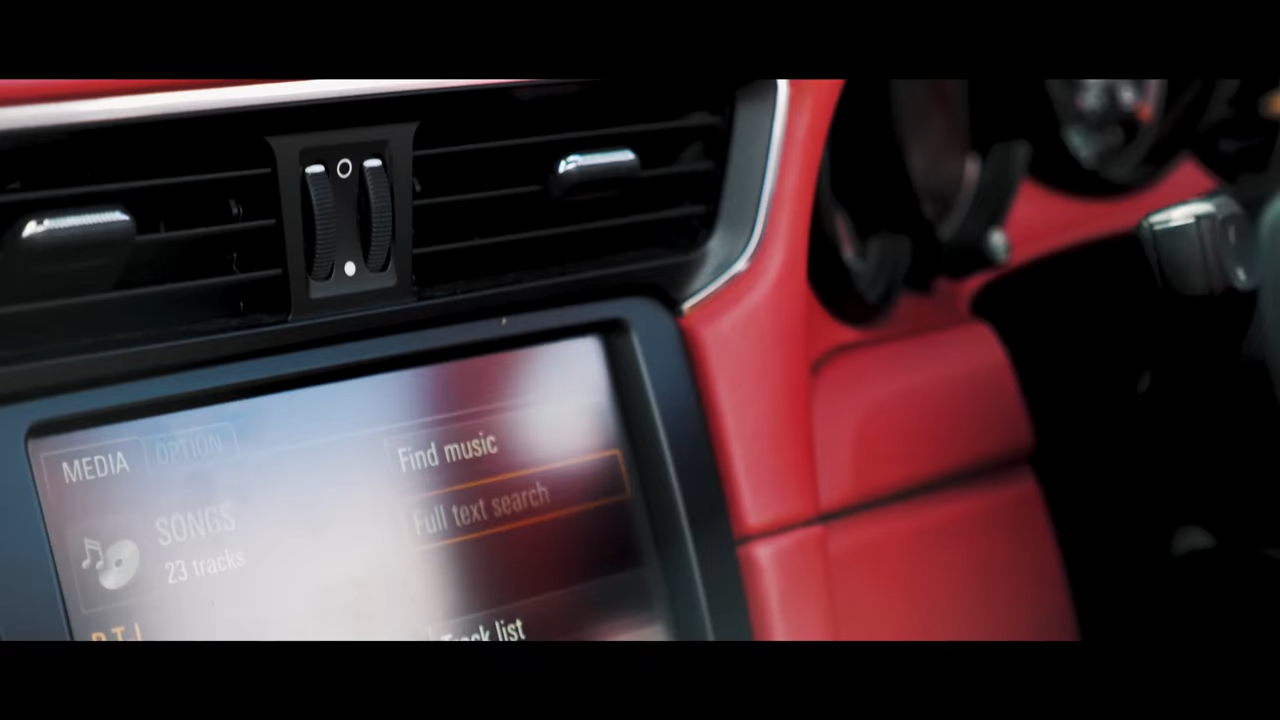 MEDIA
OPTION
Find music
SONGS
Full text search
23 tracks
Track list